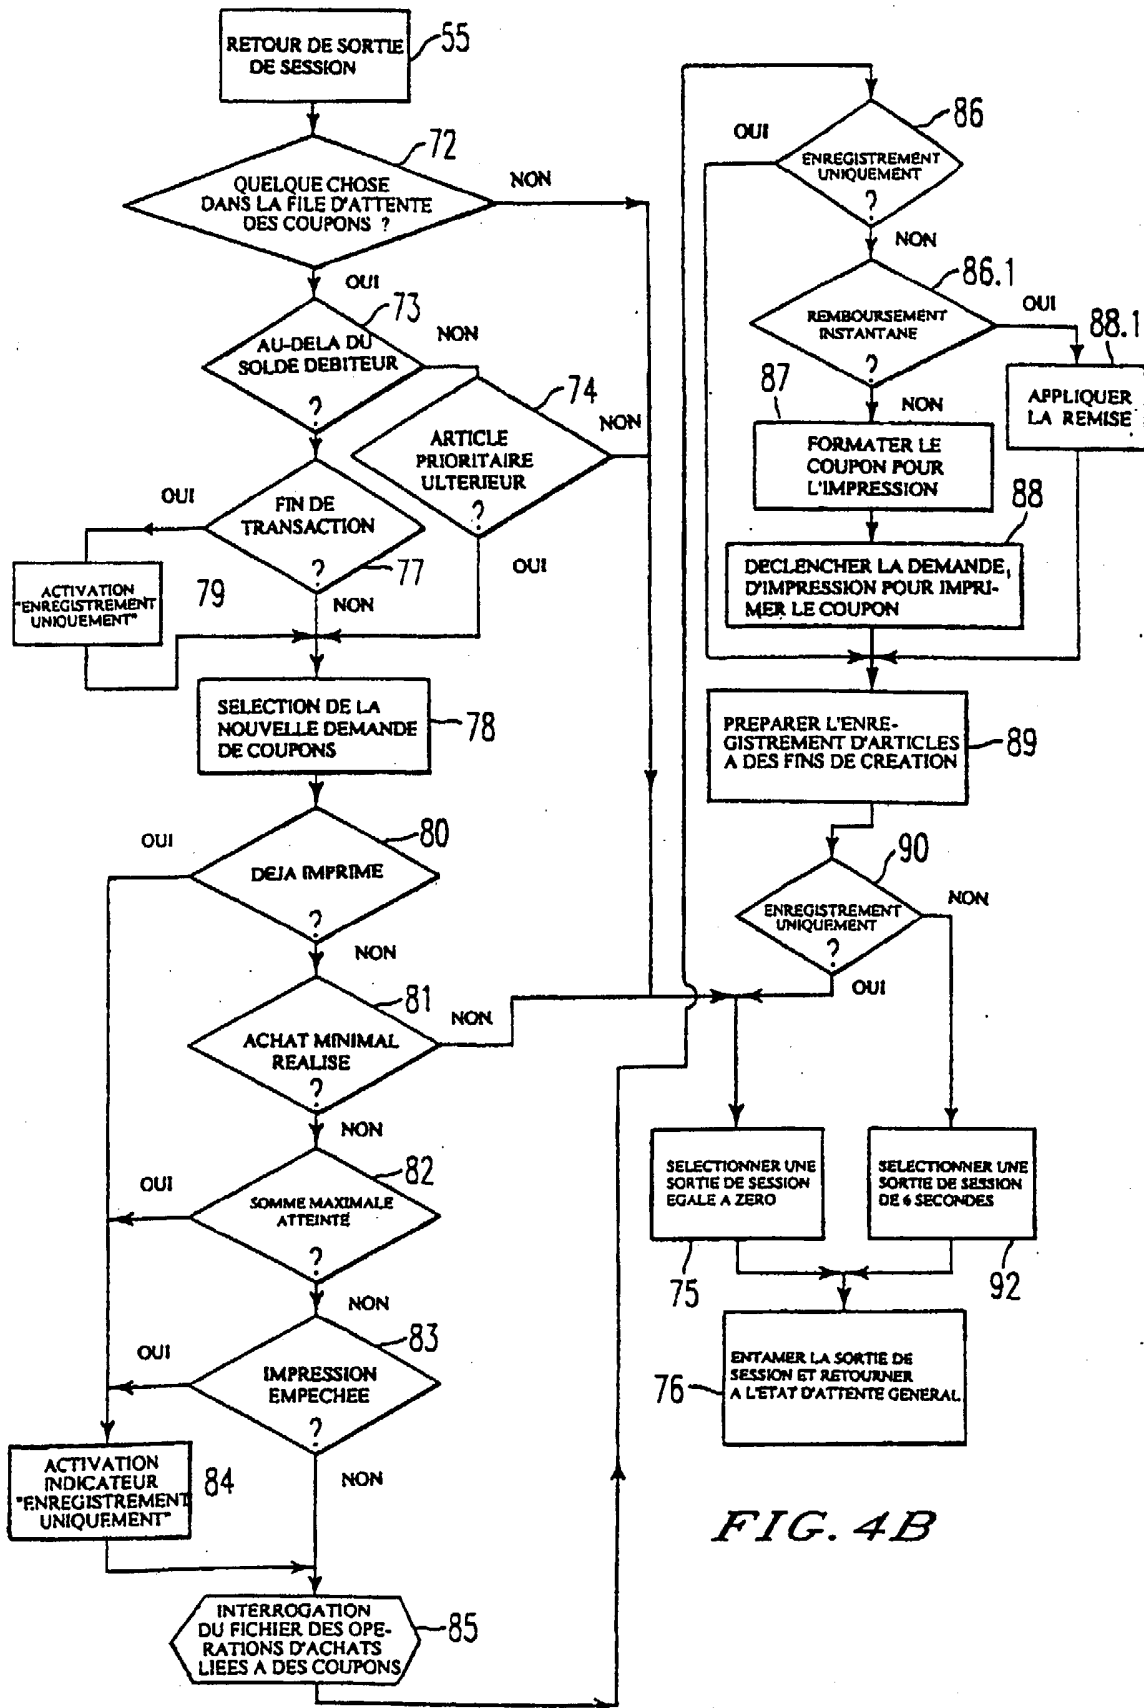 RETOUR DE SORTIE
DE SESSION
55
72
QUELQUE CHOSE
DANS LA FILE D'ATTENTE
DES COUPONS ?
NON
OUI
73
AU-DELA DU
SOLDE DEBITEUR
?
NON
74
ARTICLE
PRIORITAIRE
ULTERIEUR
?
NON
OUI
OUI
FIN DE
TRANSACTION
?
77
NON
ACTIVATION
"ENREGISTREMENT
UNIQUEMENT"
79
SELECTION DE LA
NOUVELLE DEMANDE
DE COUPONS
78
OUI
80
DEJA IMPRIME
?
NON
81
ACHAT MINIMAL
REALISE
?
NON
NON
82
OUI
SOMME MAXIMALE
ATTEINTE
?
NON
83
OUI
IMPRESSION
EMPECHEE
?
NON
ACTIVATION
INDICATEUR
"ENREGISTREMENT
UNIQUEMENT"
84
INTERROGATION
DU FICHIER DES OPE-
RATIONS D'ACHATS
LIEES A DES COUPONS
85
86
OUI
ENREGISTREMENT
UNIQUEMENT
?
NON
86.1
REMBOURSEMENT
INSTANTANE
?
OUI
88.1
APPLIQUER
LA REMISE
NON
87
FORMATER LE
COUPON POUR
L'IMPRESSION
88
DECLENCHER LA DEMANDE,
D'IMPRESSION POUR IMPRI-
MER LE COUPON
PREPARER L'ENRE-
GISTREMENT D'ARTICLES
A DES FINS DE CREATION
89
90
ENREGISTREMENT
UNIQUEMENT
?
NON
OUI
SELECTIONNER UNE
SORTIE DE SESSION
EGALE A ZERO
75
SELECTIONNER UNE
SORTIE DE SESSION
DE 6 SECONDES
92
ENTAMER LA SORTIE DE
SESSION ET RETOURNER
A L'ETAT D'ATTENTE GENERAL
76
FIG. 4B